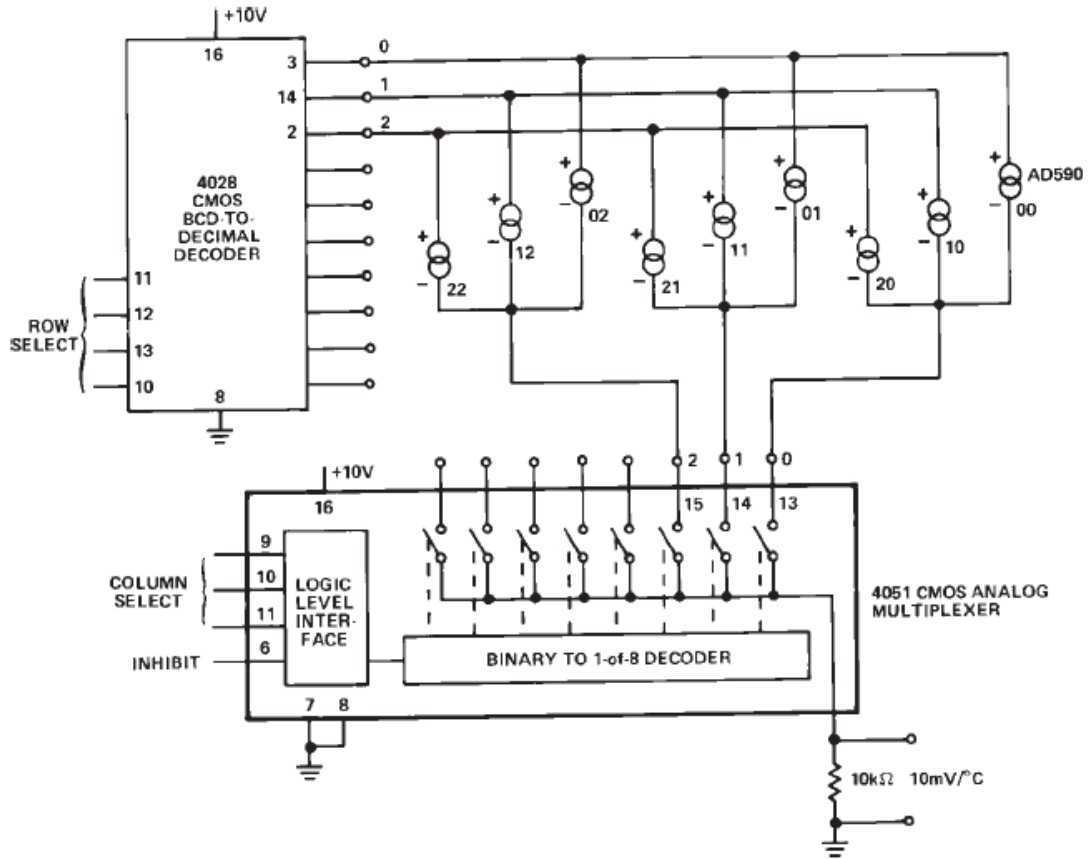 +10V
16
3
0
14
1
2
2
4028
CMOS
BCD-TO-
DECIMAL
DECODER
11
12
13
10
ROW
SELECT
8
+
−
22
+
−
12
+
−
02
+
−
21
+
−
11
+
−
01
+
−
20
+
−
10
+
−
00
AD590
+10V
16
2
1
0
15
14
13
9
10
11
6
COLUMN
SELECT
INHIBIT
LOGIC
LEVEL
INTER-
FACE
BINARY TO 1-of-8 DECODER
4051 CMOS ANALOG
MULTIPLEXER
7
8
10kΩ 10mV/°C